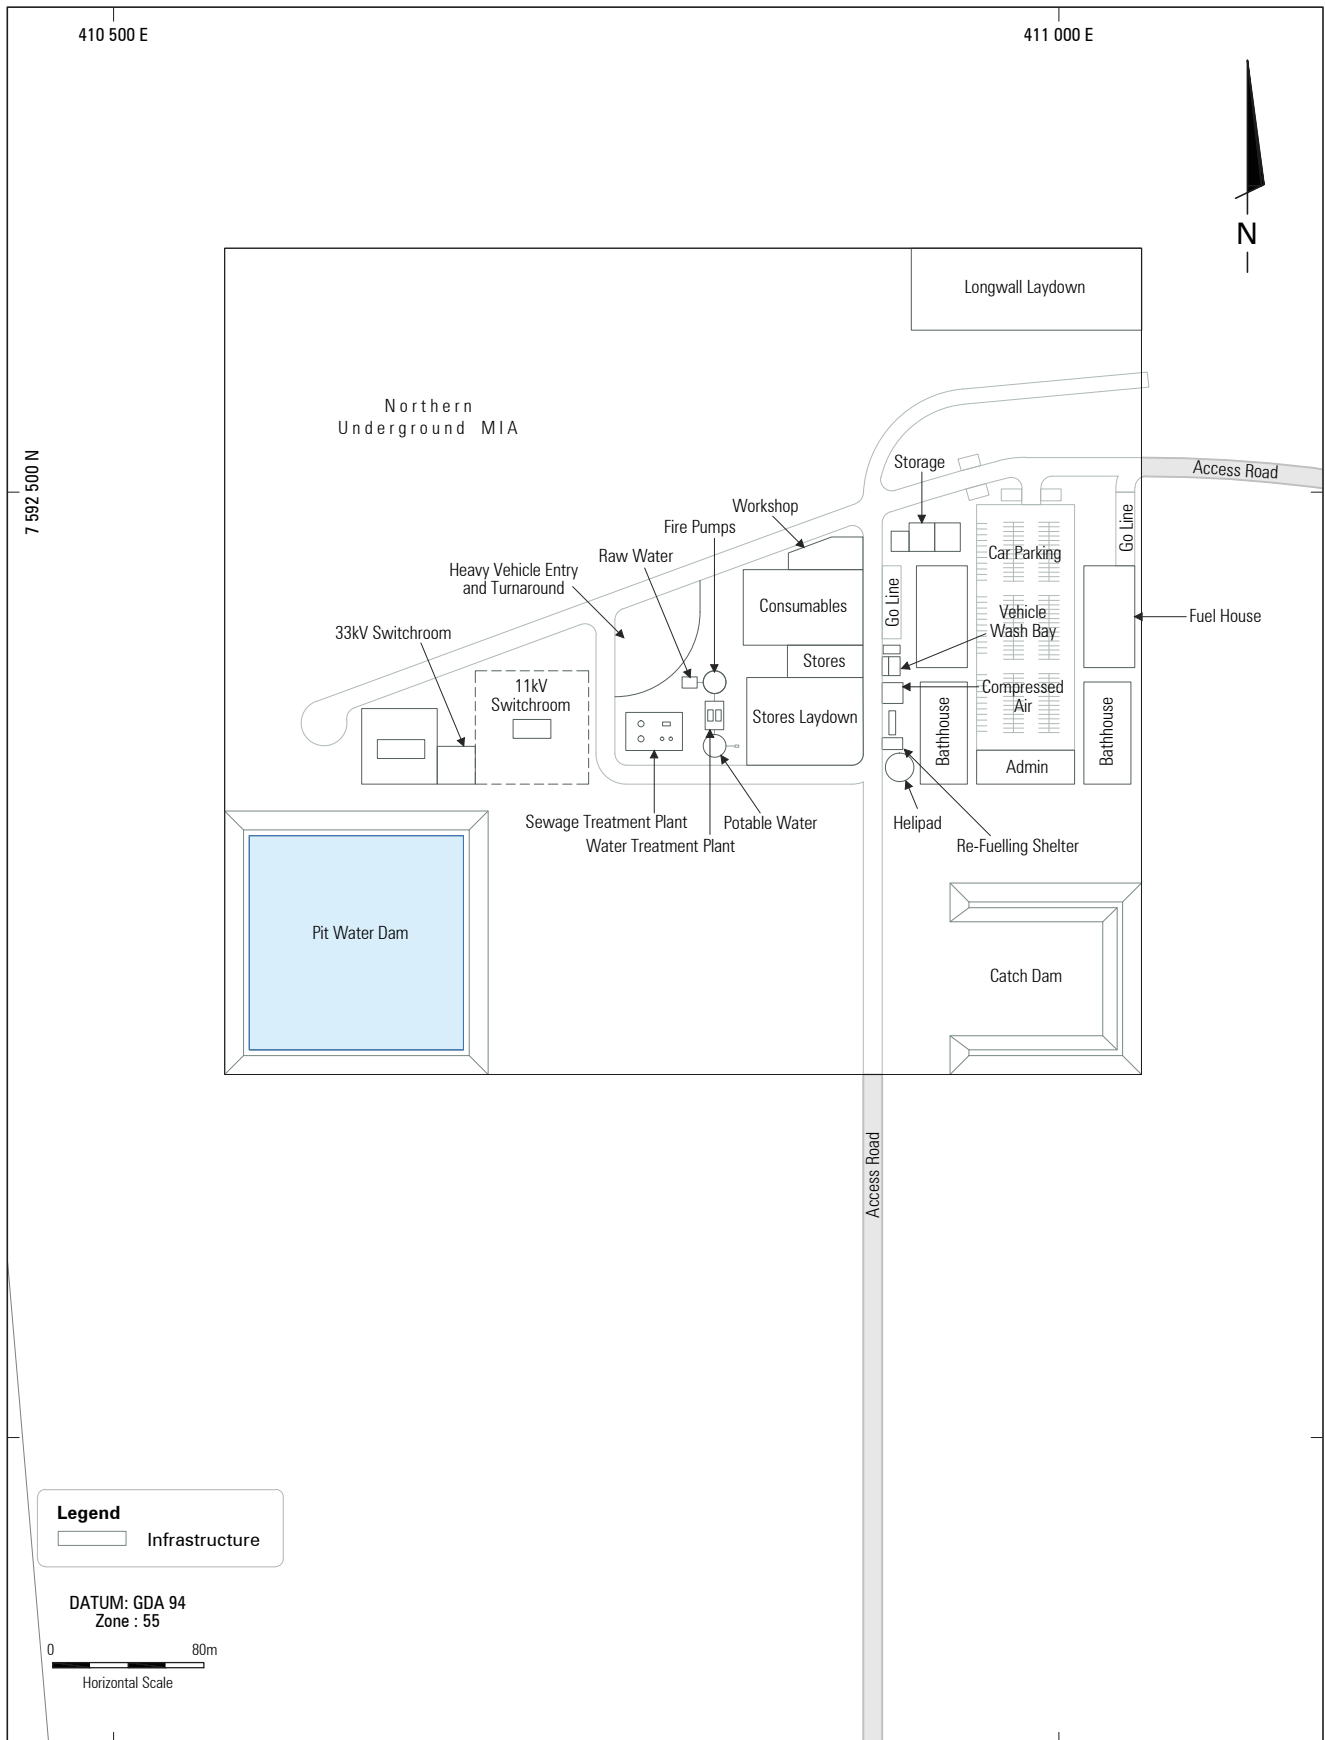 410 500 E
411 000 E
N
Longwall Laydown
Northern
Underground MIA
7 592 500 N
Storage
Access Road
Workshop
Fire Pumps
Go Line
Raw Water
Car Parking
Heavy Vehicle Entry
and Turnaround
Consumables
Go Line
Vehicle
Wash Bay
Fuel House
33kV Switchroom
Stores
11kV
Switchroom
Compressed
Air
Stores Laydown
Bathhouse
Bathhouse
Admin
Sewage Treatment Plant
Potable Water
Helipad
Water Treatment Plant
Re-Fuelling Shelter
Pit Water Dam
Catch Dam
Access Road
Legend
Infrastructure
DATUM: GDA 94
Zone : 55
0
80m
Horizontal Scale